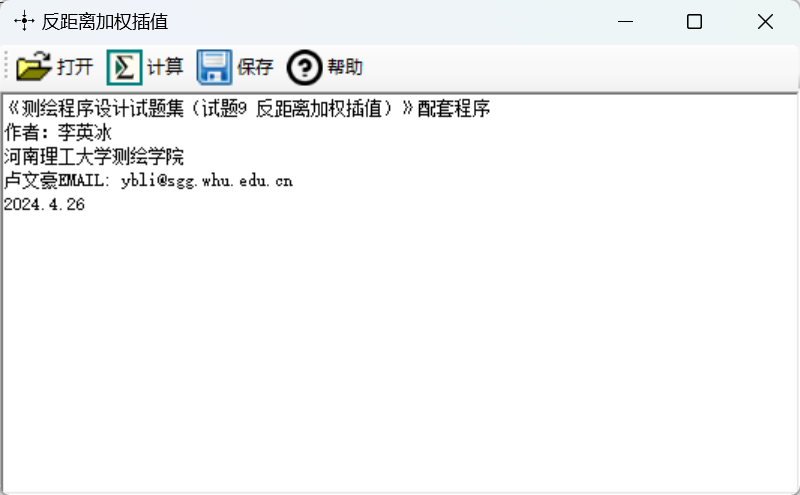 反距离加权插值
打开 计算 保存 帮助
《测绘程序设计试题集（试题9 反距离加权插值）》配套程序
作者：李英冰
河南理工大学测绘学院
卢文豪EMAIL: ybli@sgg.whu.edu.cn
2024.4.26